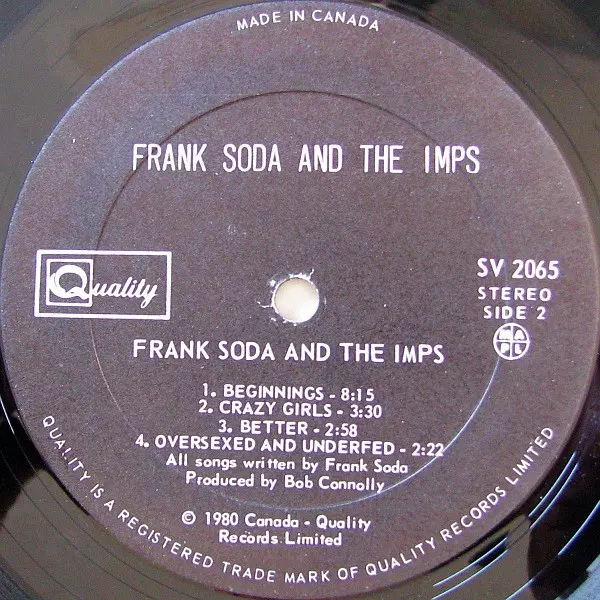 MADE IN CANADA
FRANK SODA AND THE IMPS
Quality
SV 2065
STEREO
SIDE 2
M A P L
FRANK SODA AND THE IMPS
1. BEGINNINGS - 8:15
2. CRAZY GIRLS - 3:30
3. BETTER - 2:58
4. OVERSEXED AND UNDERFED - 2:22
All songs written by Frank Soda
Produced by Bob Connolly
© 1980 Canada - Quality
Records Limited
QUALITY IS A REGISTERED TRADE MARK OF QUALITY RECORDS LIMITED